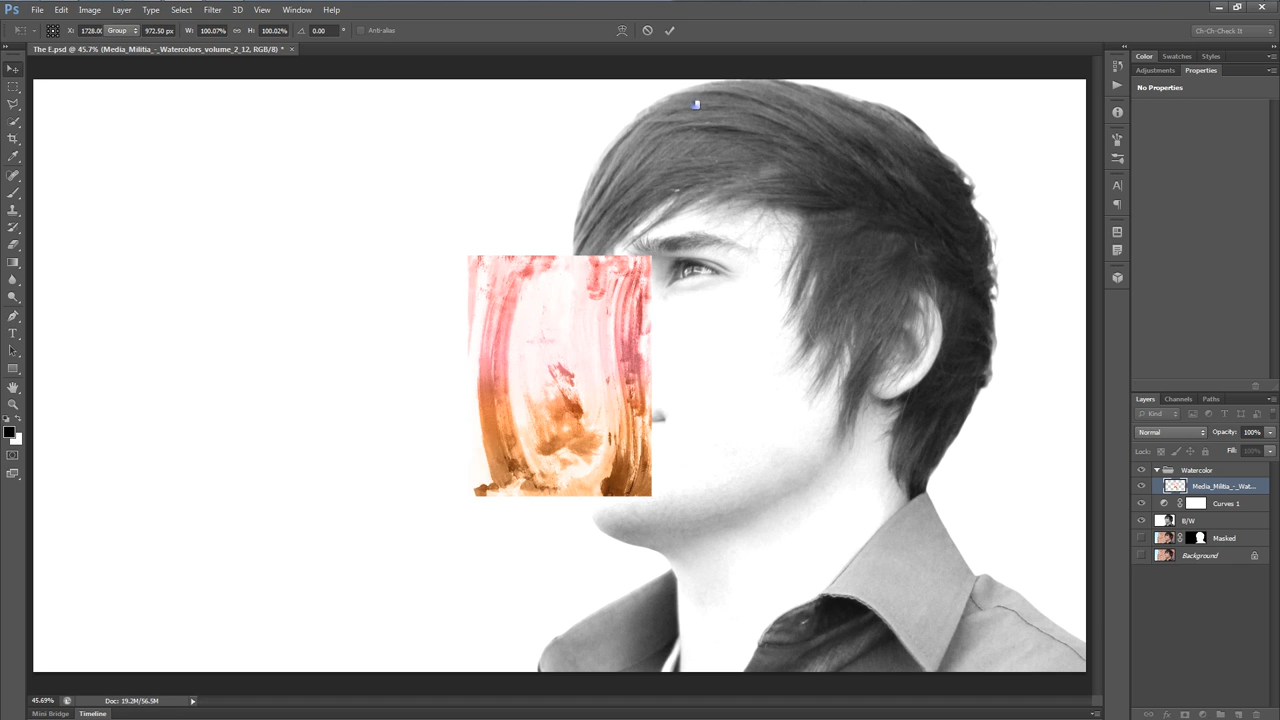 Ps File Edit Image Layer Type Select Filter 3D View Window Help
X: 1728.00 Group 972.50 px W: 100.07% H: 100.02% 0.00 ° Anti-alias Ch-Ch-Check It
The E.psd @ 45.7% (Media_Militia_-_Watercolors_volume_2_12, RGB/8) * ×
Color Swatches Styles
Adjustments Properties
No Properties
Layers Channels Paths
Kind
Normal Opacity: 100%
Lock: Fill: 100%
Watercolor
Media_Militia_-_Wat...
Curves 1
B/W
Masked
Background
45.69% Doc: 19.2M/56.5M
Mini Bridge Timeline